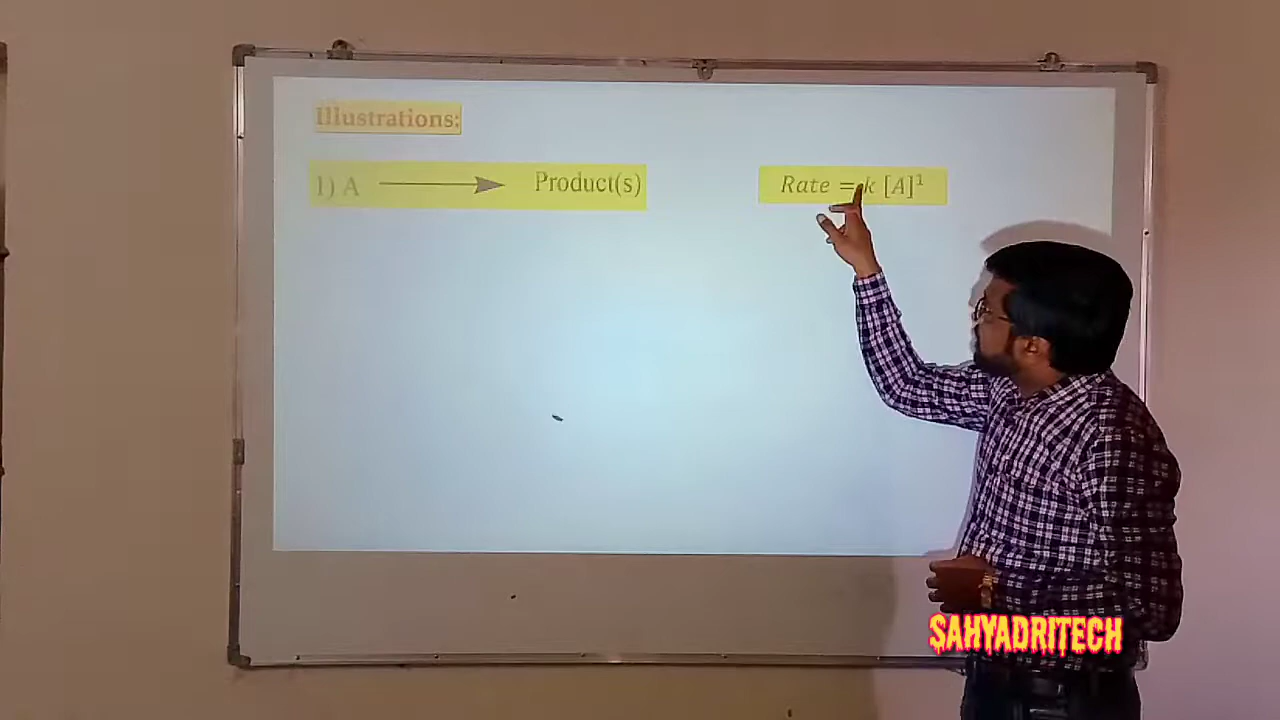 Illustrations:
1) A ⟶ Product(s)
Rate = k [A]¹
SAHYADRITECH